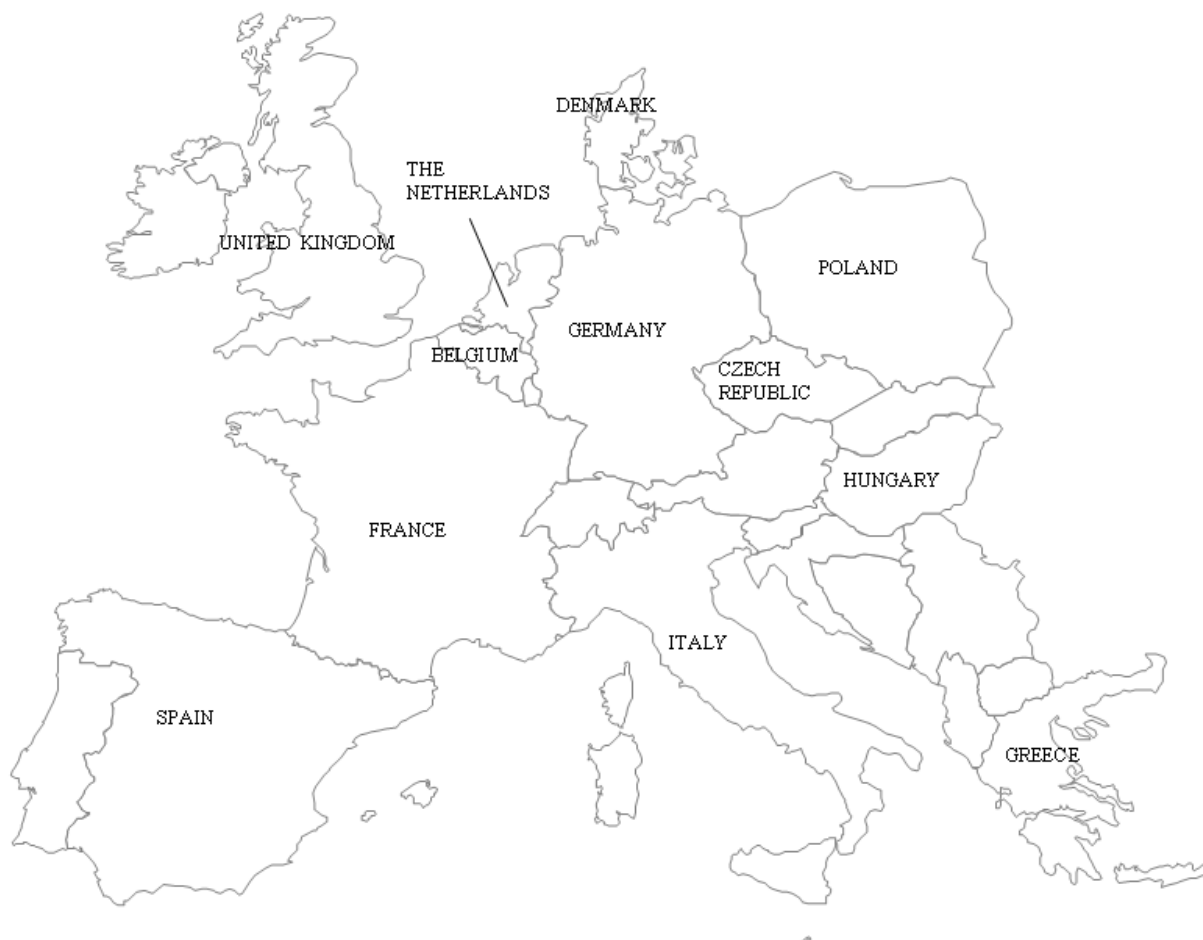 DENMARK
THE
NETHERLANDS
UNITED KINGDOM
POLAND
GERMANY
BELGIUM
CZECH
REPUBLIC
HUNGARY
FRANCE
ITALY
SPAIN
GREECE